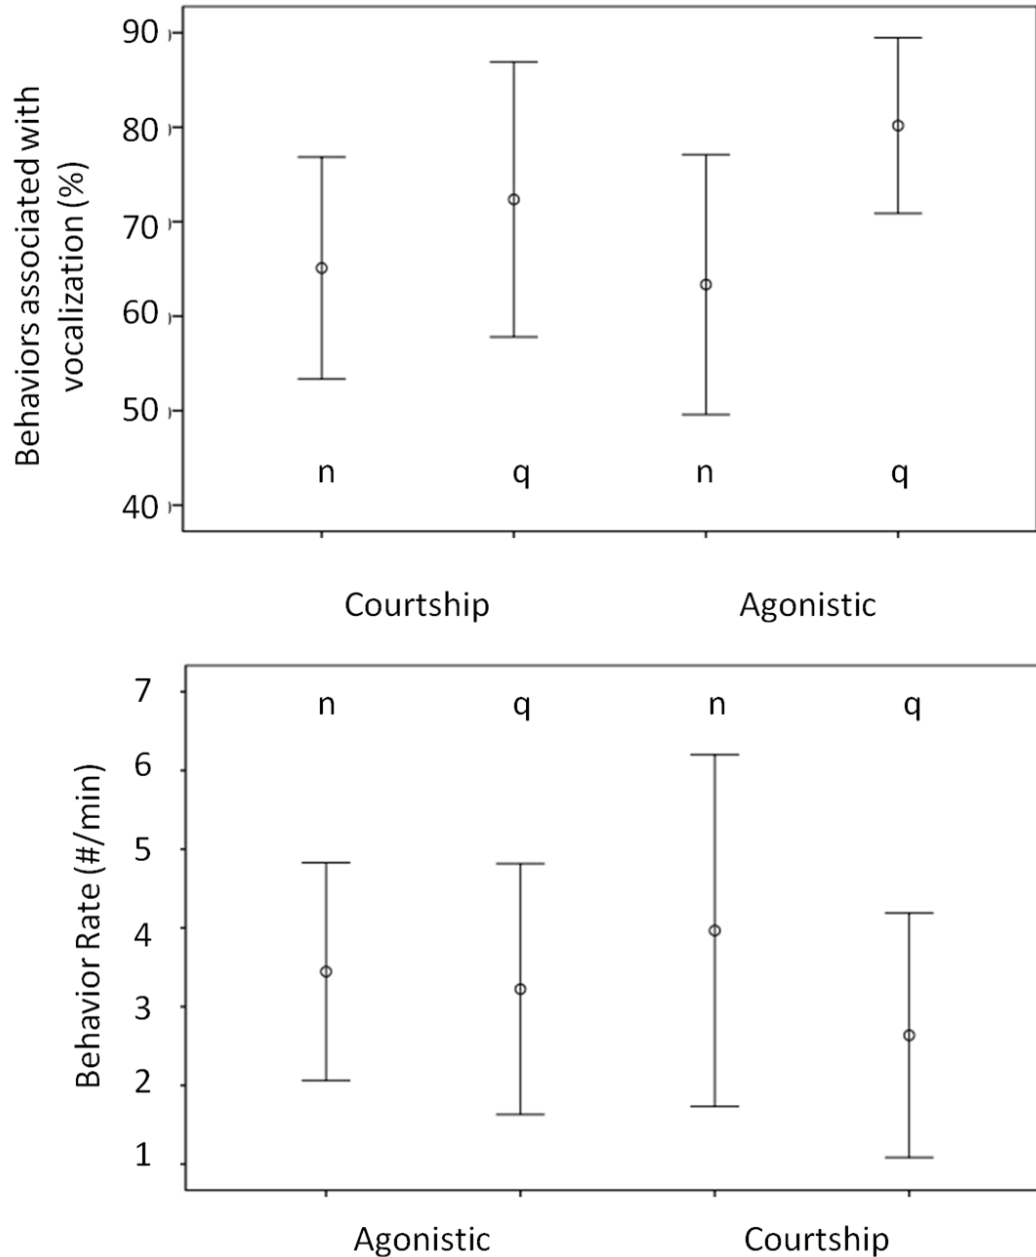 Behaviors associated with
vocalization (%)
90
80
70
60
50
40
n q n q
Courtship Agonistic
Behavior Rate (#/min)
7
6
5
4
3
2
1
n q n q
Agonistic Courtship